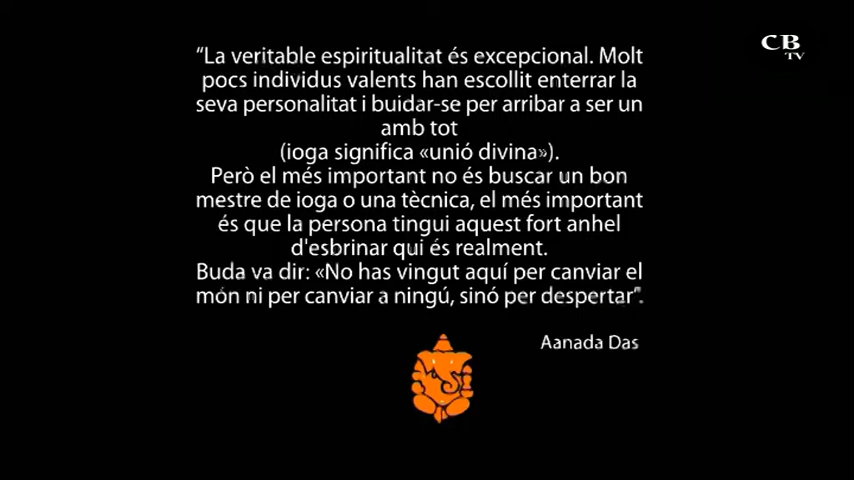 CB
TV
“La veritable espiritualitat és excepcional. Molt
pocs individus valents han escollit enterrar la
seva personalitat i buidar-se per arribar a ser un
amb tot
(ioga significa «unió divina»).
Però el més important no és buscar un bon
mestre de ioga o una tècnica, el més important
és que la persona tingui aquest fort anhel
d'esbrinar qui és realment.
Buda va dir: «No has vingut aquí per canviar el
món ni per canviar a ningú, sinó per despertar”.
Aanada Das